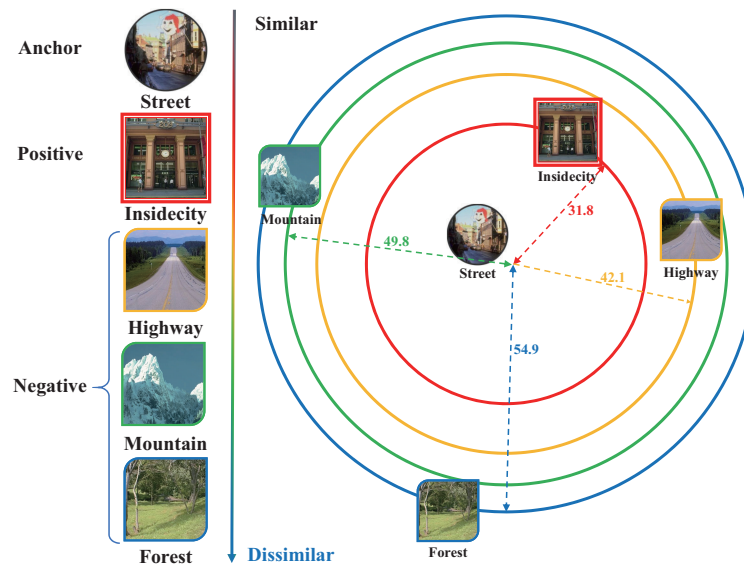 Anchor
Street
Positive
Insidecity
Highway
Negative
Mountain
Forest
Similar
Dissimilar
Insidecity
31.8
Mountain
49.8
Street
Highway
42.1
54.9
Forest